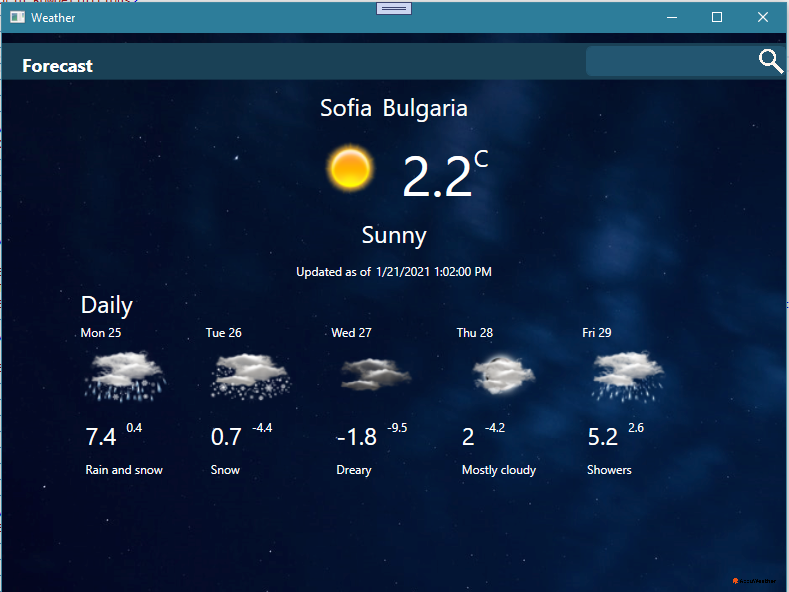 Weather
Forecast
Sofia Bulgaria
2.2 C
Sunny
Updated as of 1/21/2021 1:02:00 PM
Daily
Mon 25 Tue 26 Wed 27 Thu 28 Fri 29
7.4 0.4 0.7 -4.4 -1.8 -9.5 2 -4.2 5.2 2.6
Rain and snow Snow Dreary Mostly cloudy Showers
AccuWeather